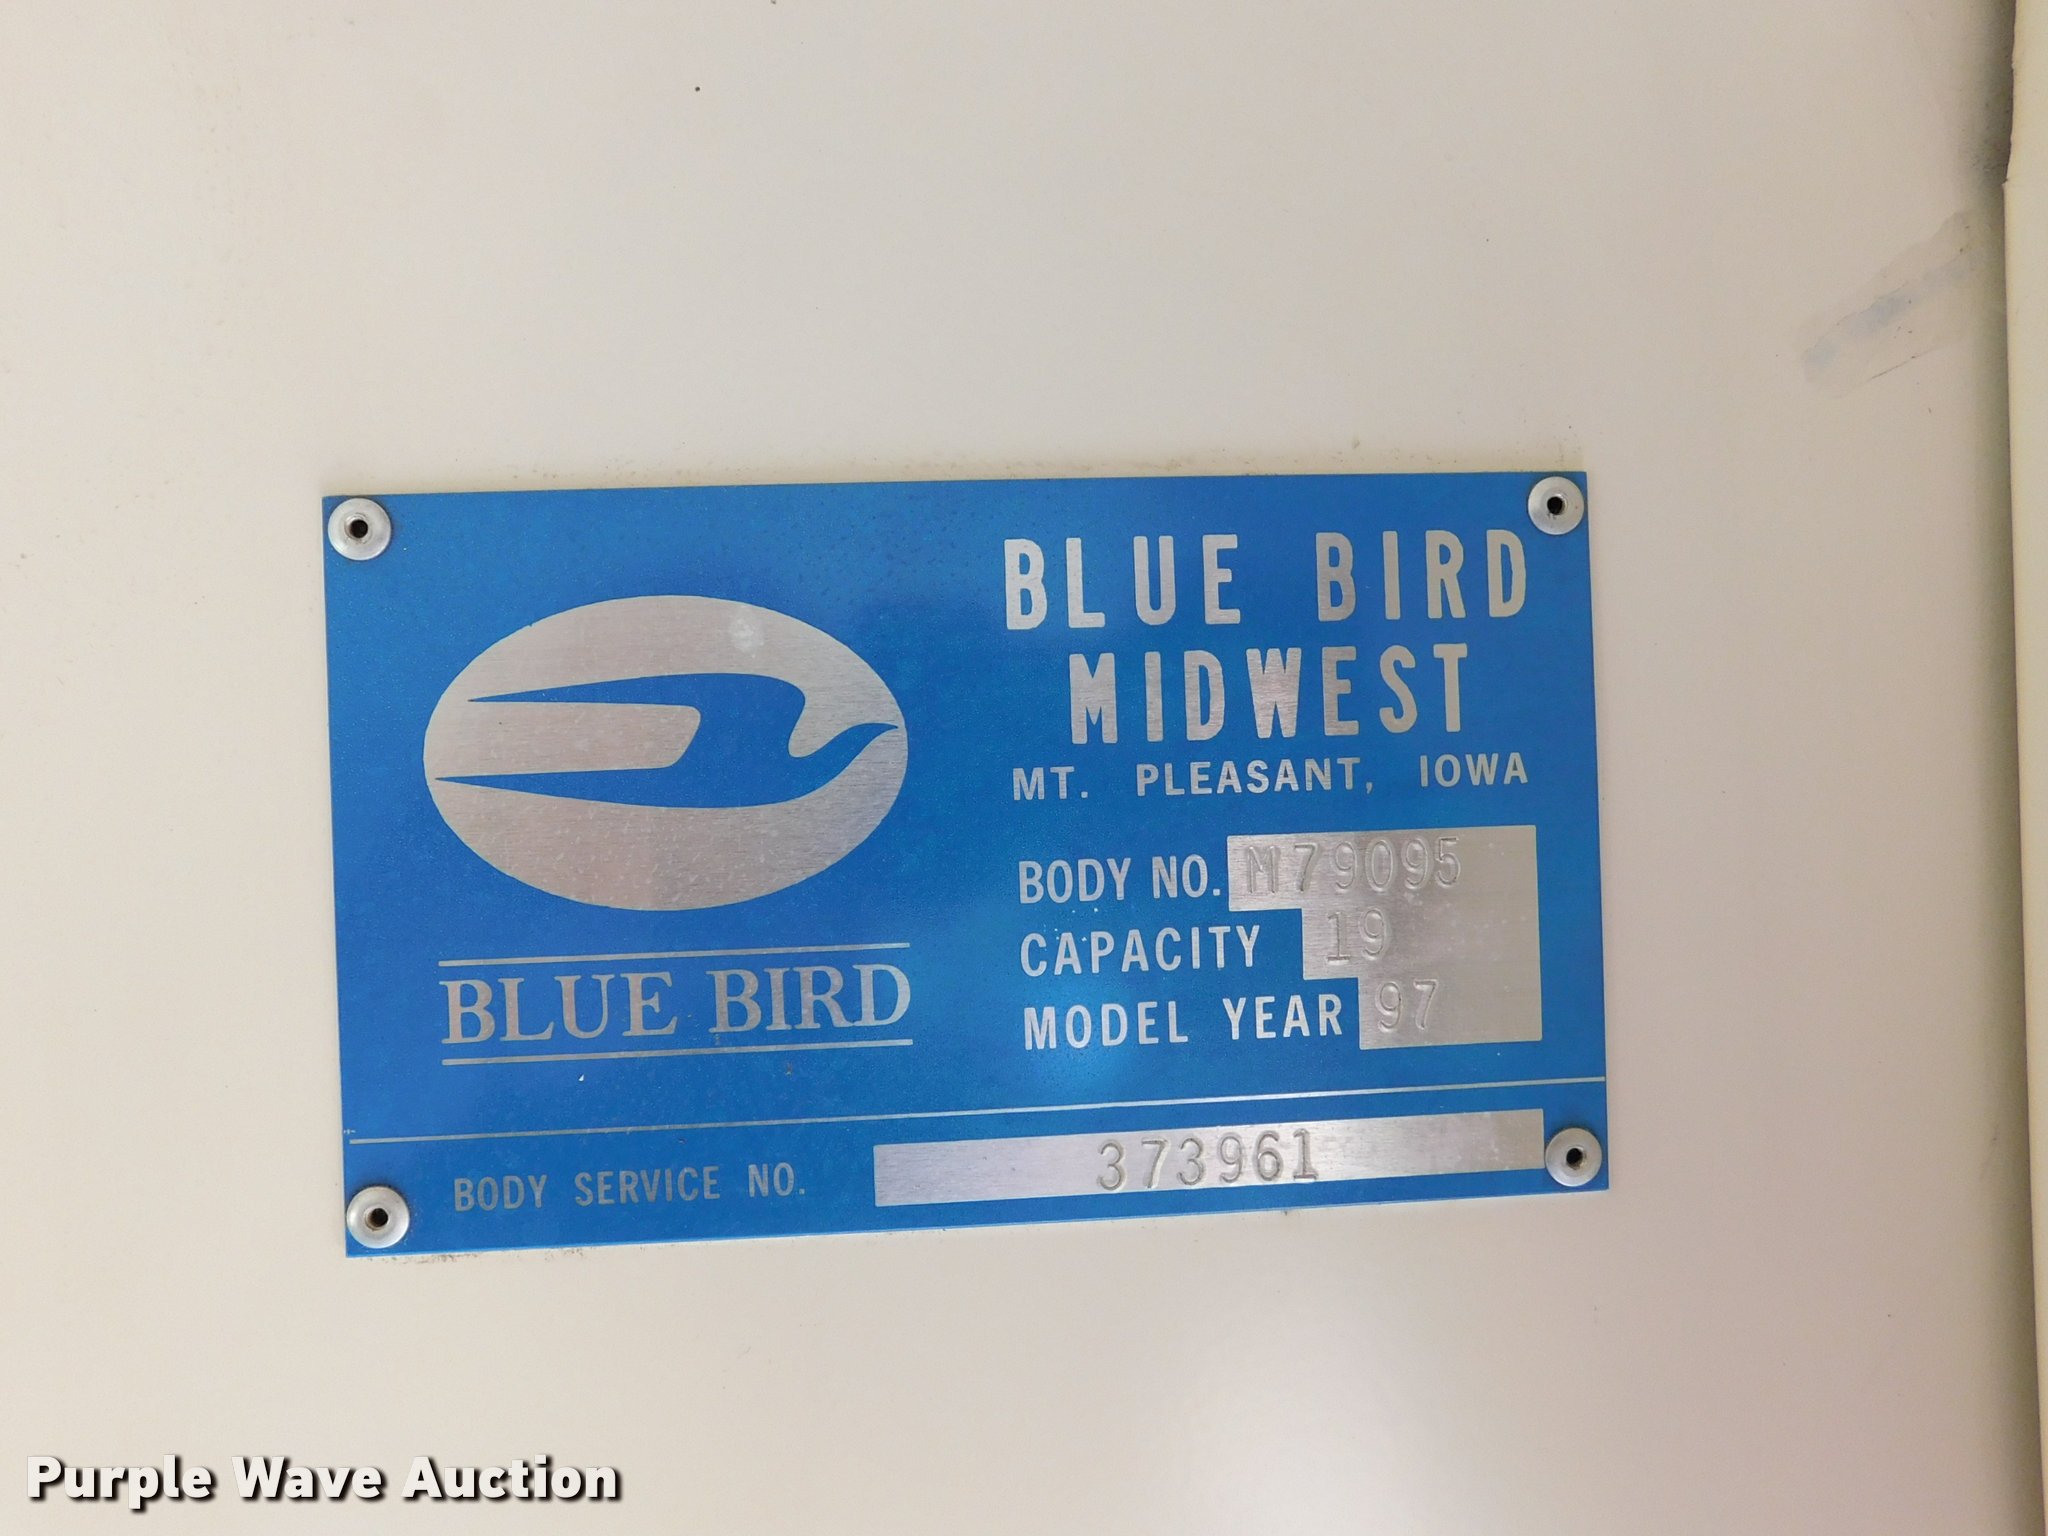 BLUE BIRD
MIDWEST
MT. PLEASANT, IOWA
BODY NO. M79095
CAPACITY 19
MODEL YEAR 97
BLUE BIRD
BODY SERVICE NO. 373961
Purple Wave Auction